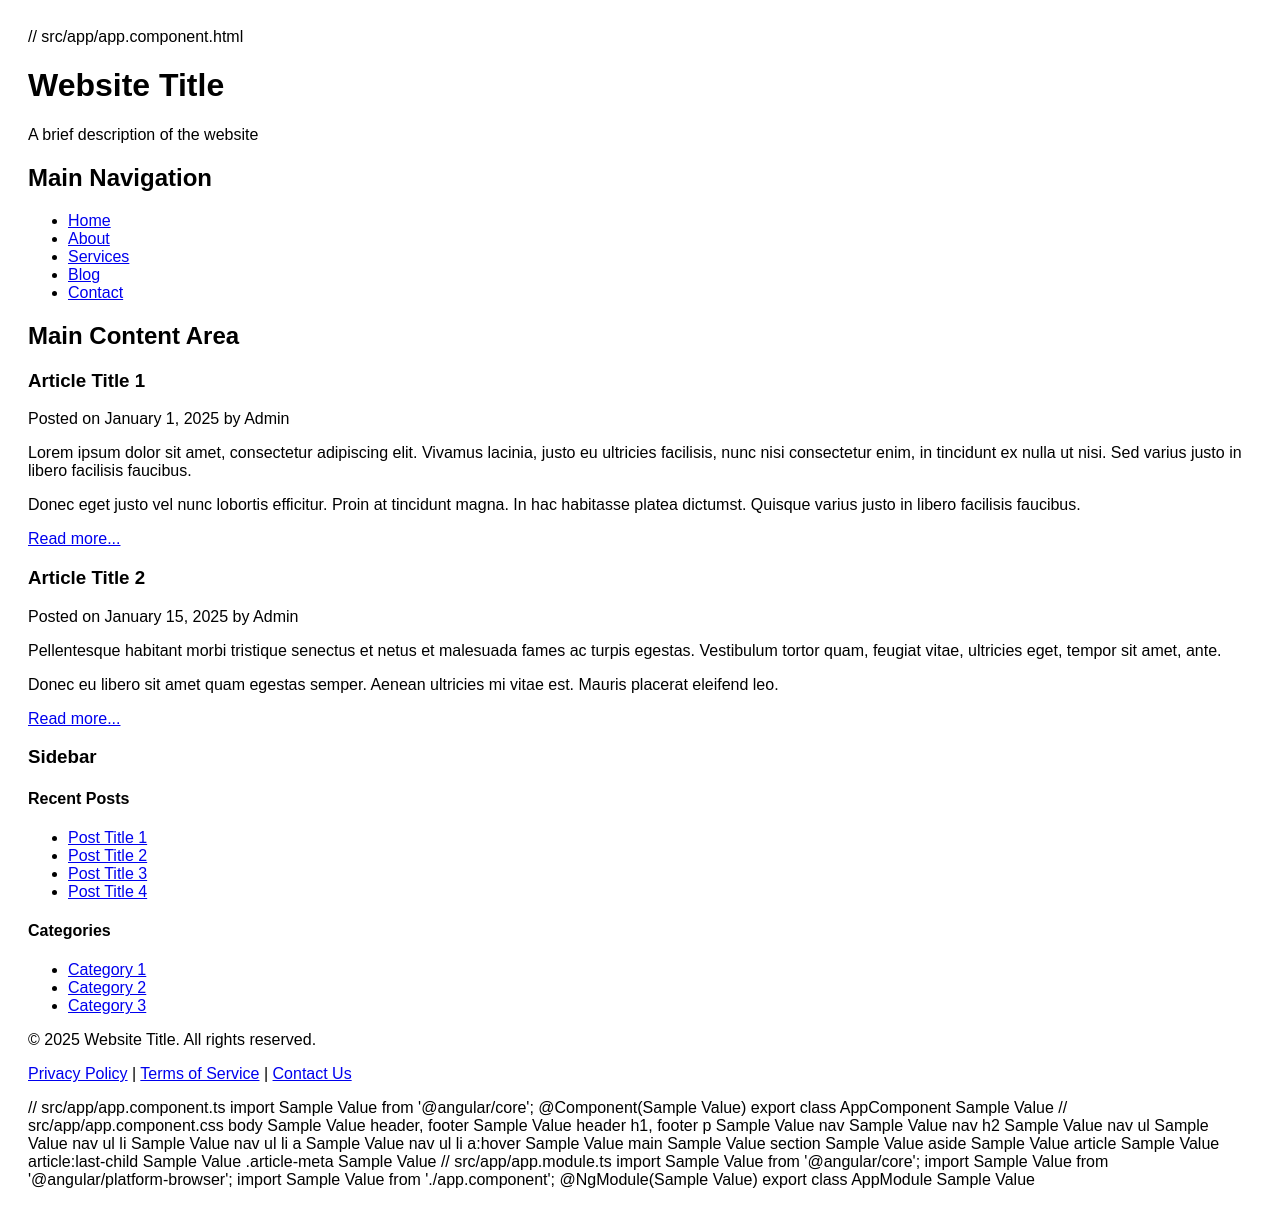 // src/app/app.component.html
Website Title
A brief description of the website
Main Navigation
Home
About
Services
Blog
Contact
Main Content Area
Article Title 1
Posted on January 1, 2025 by Admin
Lorem ipsum dolor sit amet, consectetur adipiscing elit. Vivamus lacinia, justo eu ultricies facilisis, nunc nisi consectetur enim, in tincidunt ex nulla ut nisi. Sed varius justo in
libero facilisis faucibus.
Donec eget justo vel nunc lobortis efficitur. Proin at tincidunt magna. In hac habitasse platea dictumst. Quisque varius justo in libero facilisis faucibus.
Read more...
Article Title 2
Posted on January 15, 2025 by Admin
Pellentesque habitant morbi tristique senectus et netus et malesuada fames ac turpis egestas. Vestibulum tortor quam, feugiat vitae, ultricies eget, tempor sit amet, ante.
Donec eu libero sit amet quam egestas semper. Aenean ultricies mi vitae est. Mauris placerat eleifend leo.
Read more...
Sidebar
Recent Posts
Post Title 1
Post Title 2
Post Title 3
Post Title 4
Categories
Category 1
Category 2
Category 3
© 2025 Website Title. All rights reserved.
Privacy Policy | Terms of Service | Contact Us
// src/app/app.component.ts import Sample Value from '@angular/core'; @Component(Sample Value) export class AppComponent Sample Value //
src/app/app.component.css body Sample Value header, footer Sample Value header h1, footer p Sample Value nav Sample Value nav h2 Sample Value nav ul Sample
Value nav ul li Sample Value nav ul li a Sample Value nav ul li a:hover Sample Value main Sample Value section Sample Value aside Sample Value article Sample Value
article:last-child Sample Value .article-meta Sample Value // src/app/app.module.ts import Sample Value from '@angular/core'; import Sample Value from
'@angular/platform-browser'; import Sample Value from './app.component'; @NgModule(Sample Value) export class AppModule Sample Value